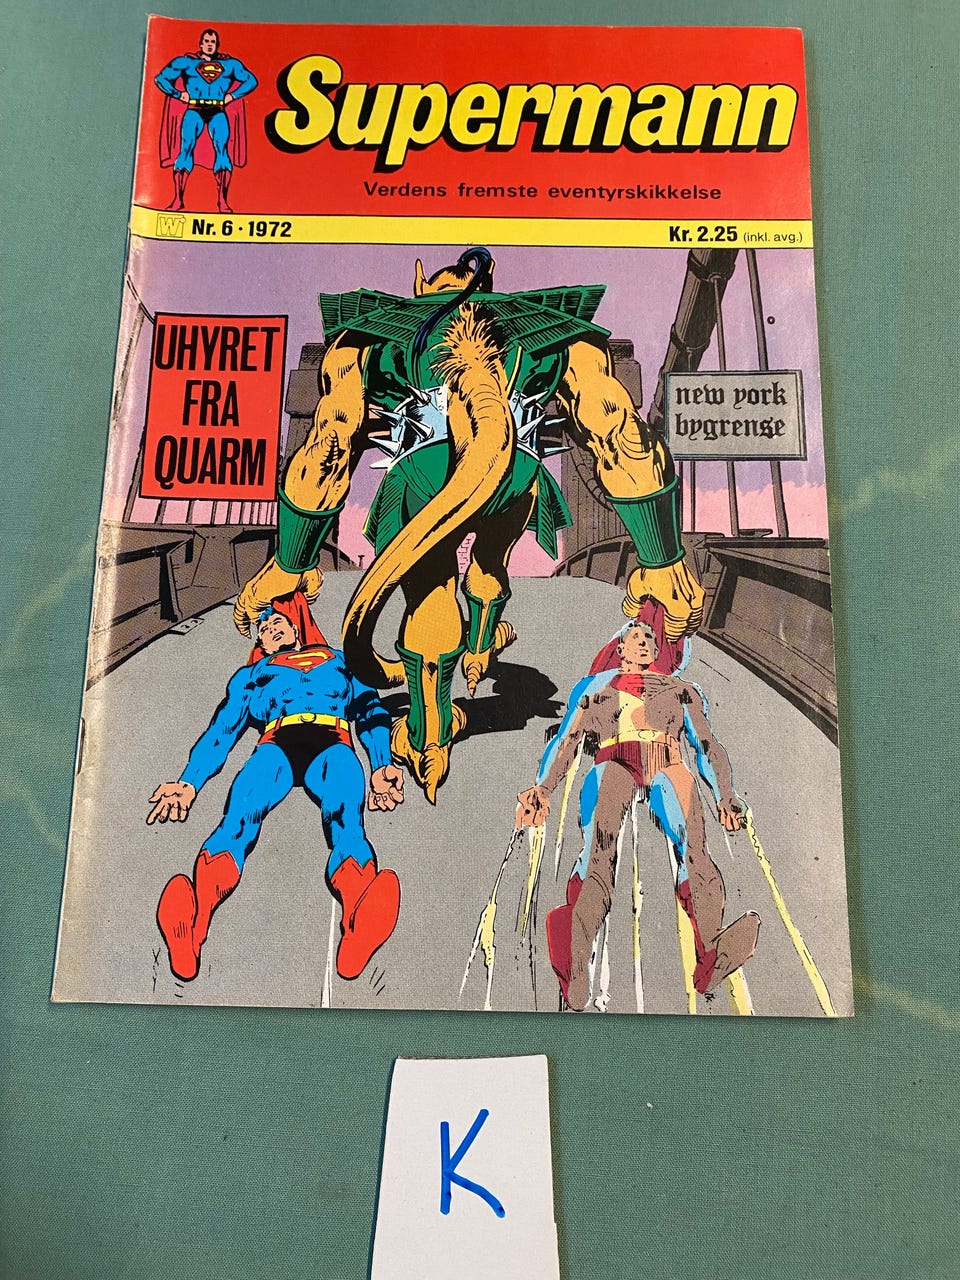 Supermann
Verdens fremste eventyrskikkelse
W Nr. 6 · 1972
Kr. 2.25 (inkl. avg.)
UHYRET
FRA
QUARM
new york
bygrense
K